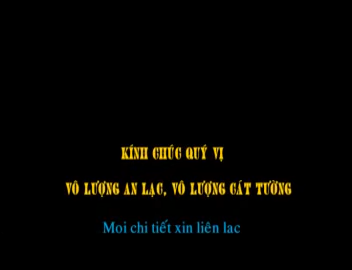 KÍNH CHÚC QUÝ VỊ
VÔ LƯỢNG AN LẠC, VÔ LƯỢNG CÁT TƯỜNG
Moi chi tiết xin liên lac